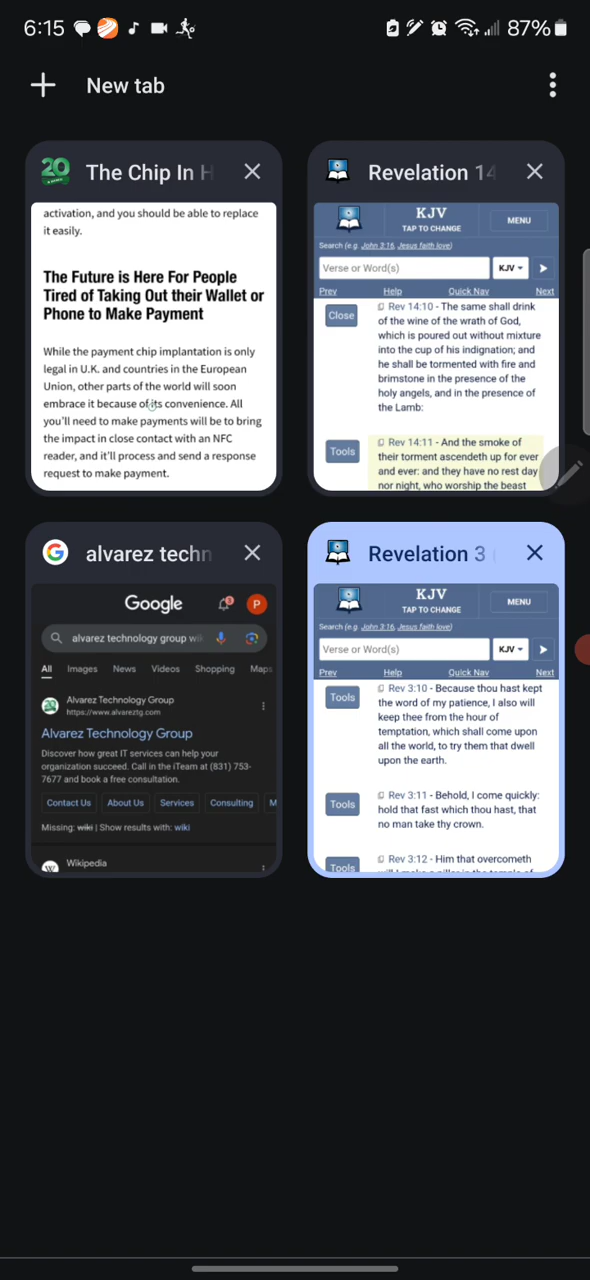 6:15 87%
New tab
20 The Chip In H
activation, and you should be able to replace
it easily.
The Future is Here For People
Tired of Taking Out their Wallet or
Phone to Make Payment
While the payment chip implantation is only
legal in U.K. and countries in the European
Union, other parts of the world will soon
embrace it because of its convenience. All
you'll need to make payments will be to bring
the impact in close contact with an NFC
reader, and it'll process and send a response
request to make payment.
Revelation 14
KJV
TAP TO CHANGE
MENU
Search (e.g. John 3:16, Jesus faith love)
Verse or Word(s) KJV
Prev Help Quick Nav Next
Close
Rev 14:10 - The same shall drink
of the wine of the wrath of God,
which is poured out without mixture
into the cup of his indignation; and
he shall be tormented with fire and
brimstone in the presence of the
holy angels, and in the presence of
the Lamb:
Tools
Rev 14:11 - And the smoke of
their torment ascendeth up for ever
and ever: and they have no rest day
nor night, who worship the beast
alvarez techn
Google 3 P
alvarez technology group wi
All Images News Videos Shopping Maps
20 Alvarez Technology Group
https://www.alvareztg.com
Alvarez Technology Group
Discover how great IT services can help your
organization succeed. Call in the iTeam at (831) 753-
7677 and book a free consultation.
Contact Us About Us Services Consulting M
Missing: wiki | Show results with: wiki
W Wikipedia
Revelation 3
KJV
TAP TO CHANGE
MENU
Search (e.g. John 3:16, Jesus faith love)
Verse or Word(s) KJV
Prev Help Quick Nav Next
Tools
Rev 3:10 - Because thou hast kept
the word of my patience, I also will
keep thee from the hour of
temptation, which shall come upon
all the world, to try them that dwell
upon the earth.
Tools
Rev 3:11 - Behold, I come quickly:
hold that fast which thou hast, that
no man take thy crown.
Tools
Rev 3:12 - Him that overcometh
will I make a pillar in the temple of